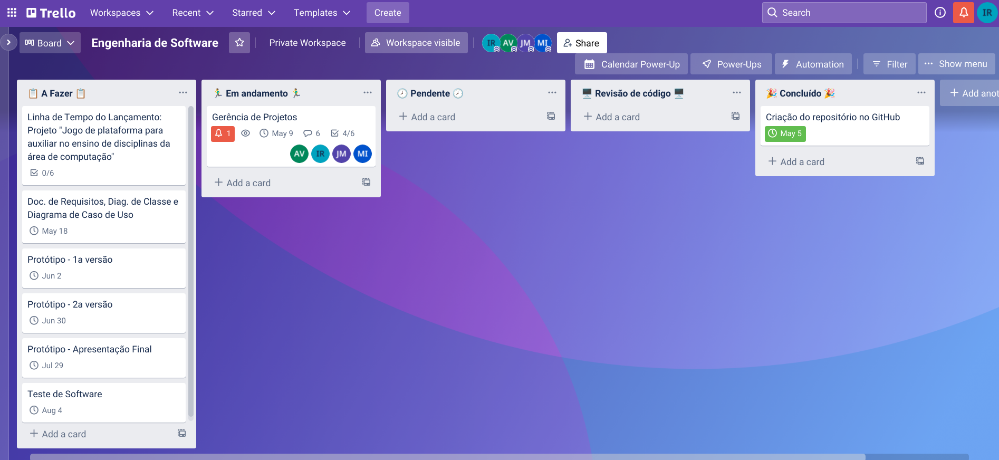 Trello Workspaces Recent Starred Templates Create Search IR
Board Engenharia de Software Private Workspace Workspace visible IR AV JM MI Share
Calendar Power-Up Power-Ups Automation Filter Show menu
A Fazer
Linha de Tempo do Lançamento:
Projeto "Jogo de plataforma para
auxiliar no ensino de disciplinas da
área de computação"
0/6
Doc. de Requisitos, Diag. de Classe e
Diagrama de Caso de Uso
May 18
Protótipo - 1a versão
Jun 2
Protótipo - 2a versão
Jun 30
Protótipo - Apresentação Final
Jul 29
Teste de Software
Aug 4
+ Add a card
Em andamento
Gerência de Projetos
1 May 9 6 4/6
AV IR JM MI
+ Add a card
Pendente
+ Add a card
Revisão de código
+ Add a card
Concluído
Criação do repositório no GitHub
May 5
+ Add a card
+ Add anot